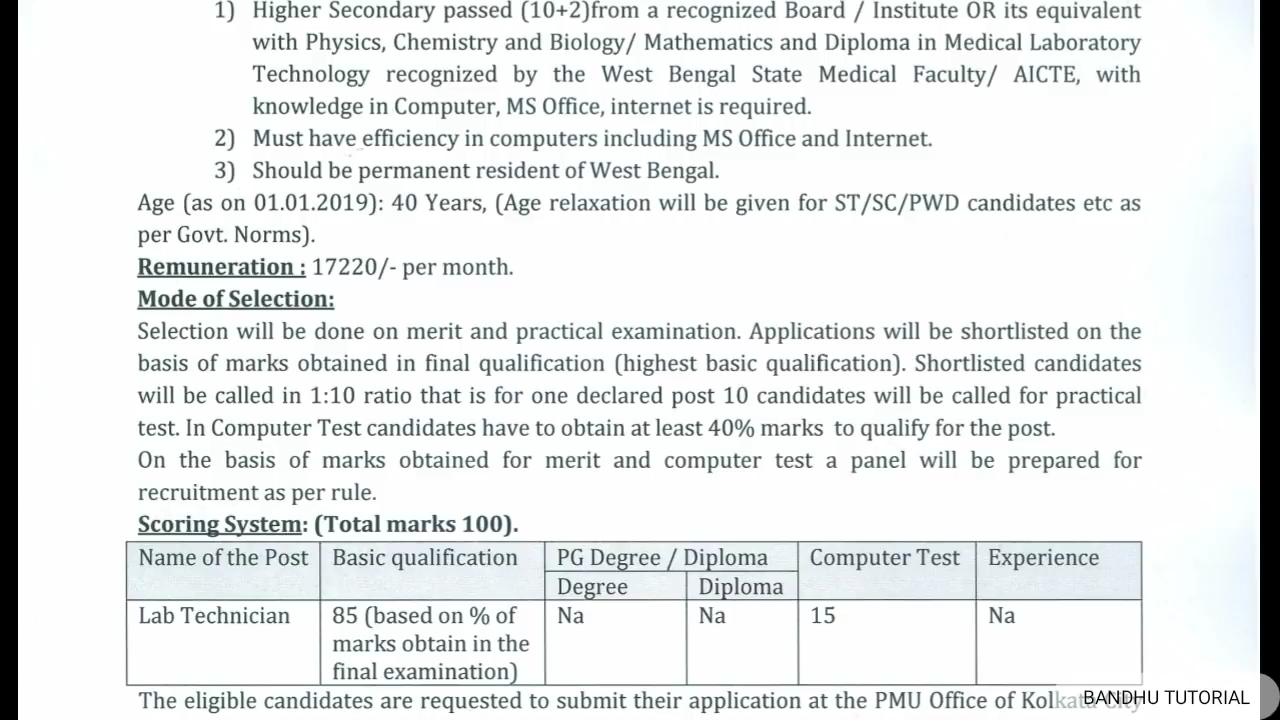 1) Higher Secondary passed (10+2)from a recognized Board / Institute OR its equivalent
with Physics, Chemistry and Biology/ Mathematics and Diploma in Medical Laboratory
Technology recognized by the West Bengal State Medical Faculty/ AICTE, with
knowledge in Computer, MS Office, internet is required.
2) Must have efficiency in computers including MS Office and Internet.
3) Should be permanent resident of West Bengal.
Age (as on 01.01.2019): 40 Years, (Age relaxation will be given for ST/SC/PWD candidates etc as
per Govt. Norms).
Remuneration : 17220/- per month.
Mode of Selection:
Selection will be done on merit and practical examination. Applications will be shortlisted on the
basis of marks obtained in final qualification (highest basic qualification). Shortlisted candidates
will be called in 1:10 ratio that is for one declared post 10 candidates will be called for practical
test. In Computer Test candidates have to obtain at least 40% marks to qualify for the post.
On the basis of marks obtained for merit and computer test a panel will be prepared for
recruitment as per rule.
Scoring System: (Total marks 100).
Name of the Post Basic qualification PG Degree / Diploma Computer Test Experience
Degree Diploma
Lab Technician 85 (based on % of Na Na 15 Na
marks obtain in the
final examination)
The eligible candidates are requested to submit their application at the PMU Office of Kolkata City
BANDHU TUTORIAL